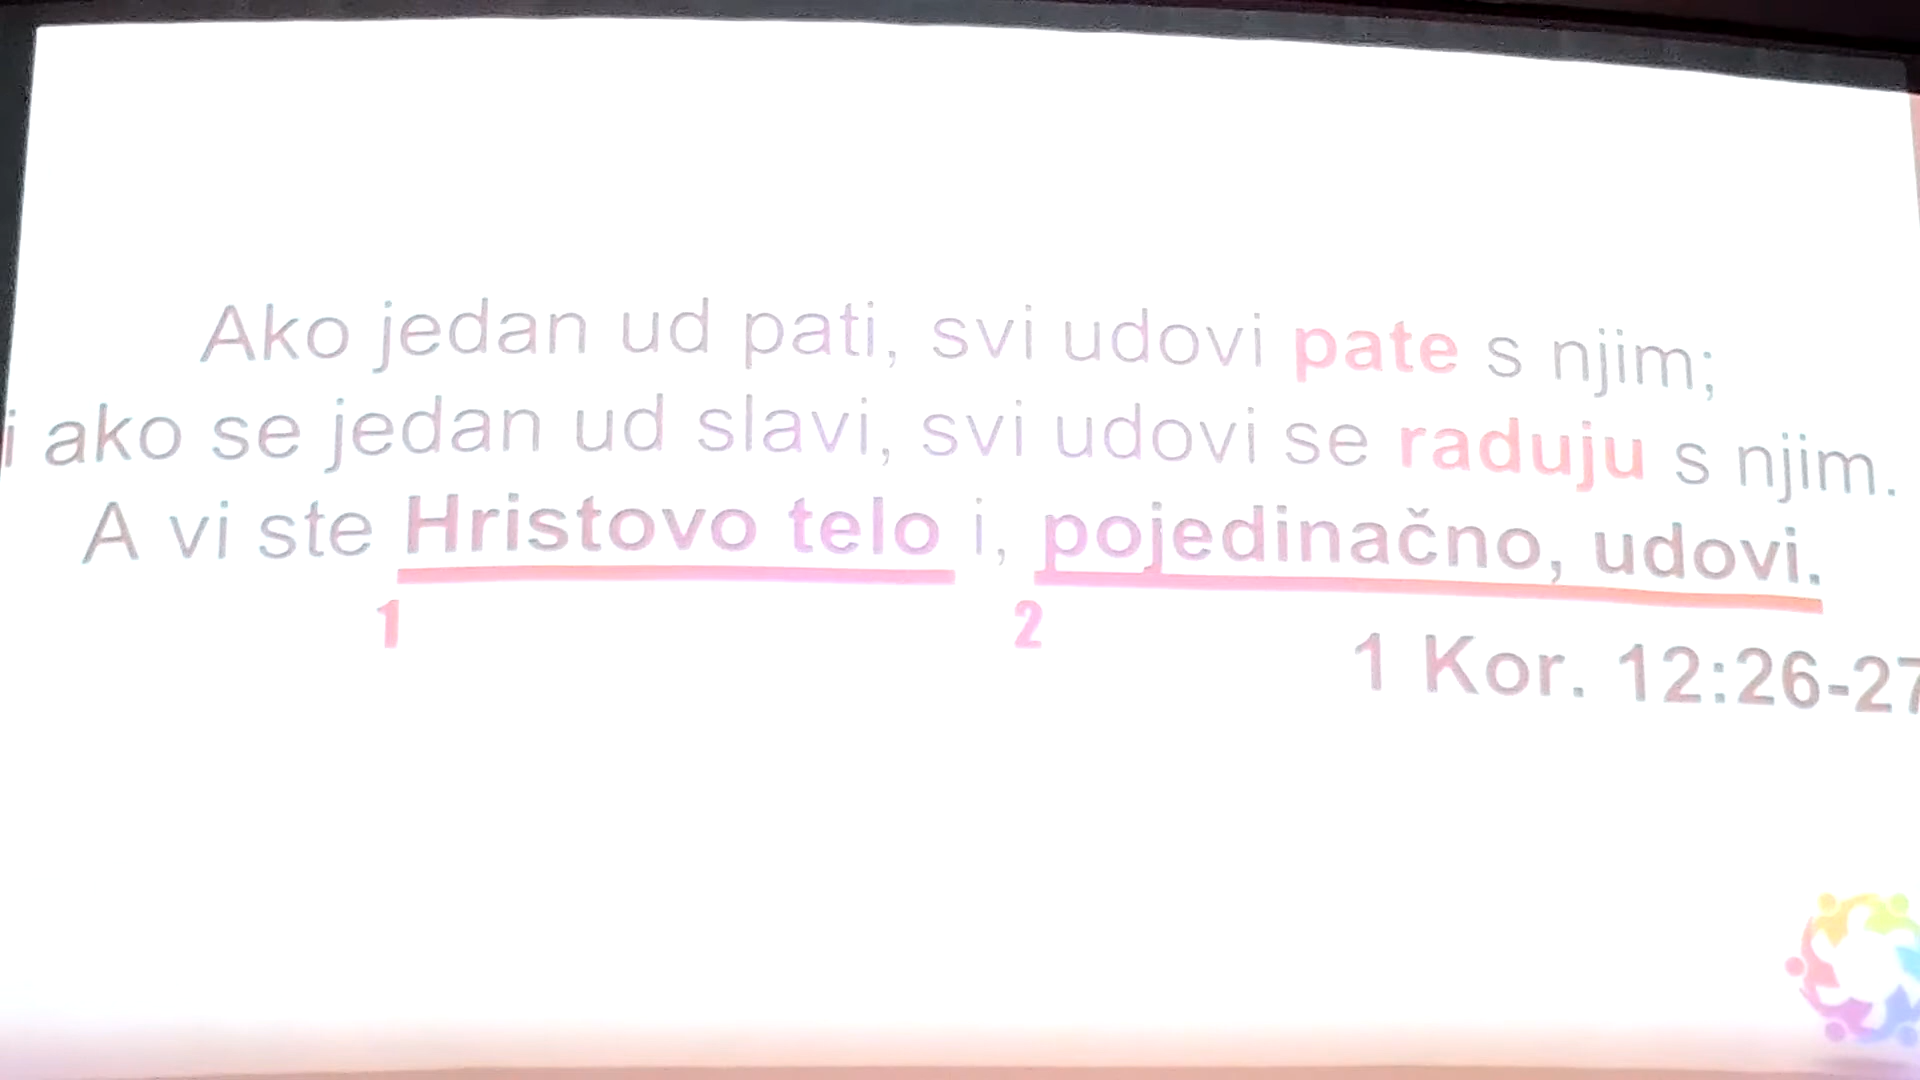 Ako jedan ud pati, svi udovi pate s njim;
i ako se jedan ud slavi, svi udovi se raduju s njim.
A vi ste Hristovo telo i, pojedinačno, udovi.
1 2
1 Kor. 12:26-27